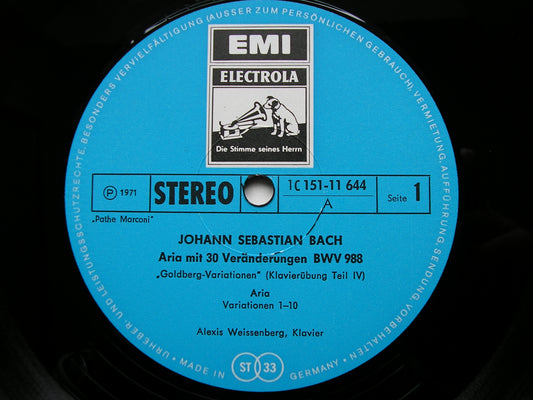 URHEBER UND LEISTUNGSSCHUTZRECHTE, BESONDERS VERVIELFÄLTIGUNG (AUSSER ZUM PERSÖNLICHEN GEBRAUCH), VERMIETUNG, AUFFÜHRUNG, SENDUNG, VORBEHALTEN
EMI
ELECTROLA
Die Stimme seines Herrn
Ⓟ 1971
STEREO
1C 151-11 644
A
Seite 1
"Pathe Marconi"
JOHANN SEBASTIAN BACH
Aria mit 30 Veränderungen BWV 988
„Goldberg-Variationen" (Klavierübung Teil IV)
Aria
Variationen 1-10
Alexis Weissenberg, Klavier
MADE IN ST 33 GERMANY